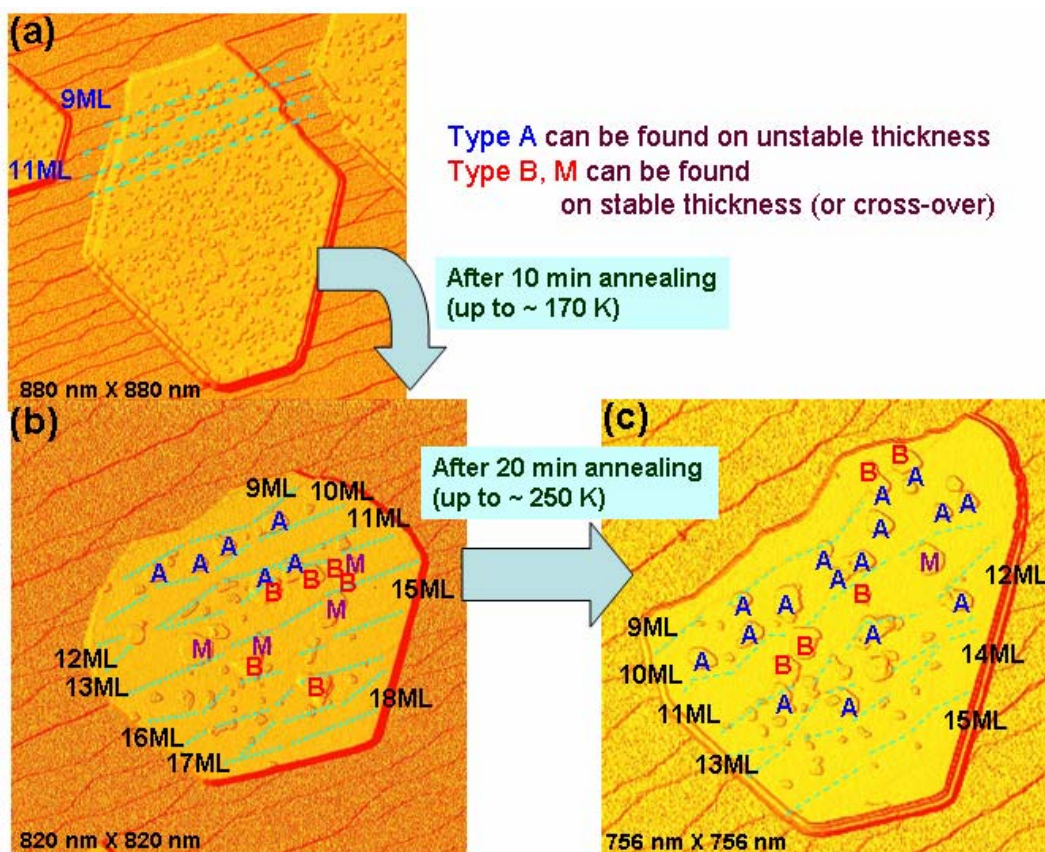 (a)
9ML
11ML
880 nm X 880 nm
Type A can be found on unstable thickness
Type B, M can be found
on stable thickness (or cross-over)
After 10 min annealing
(up to ~ 170 K)
(b)
9ML
10ML
11ML
A
A
A
A
A
A
M
B
B
B
B
15ML
M
M
M
B
B
12ML
13ML
18ML
16ML
17ML
820 nm X 820 nm
After 20 min annealing
(up to ~ 250 K)
(c)
B
B
A
A
A
A
A
A
A
M
A
12ML
B
A
A
A
9ML
A
A
B
B
14ML
10ML
A
11ML
A
A
15ML
13ML
756 nm X 756 nm